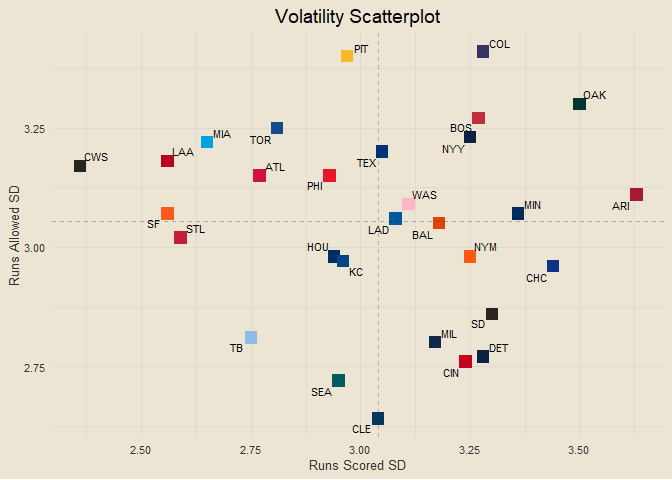 Volatility Scatterplot
PIT
COL
OAK
BOS
NYY
MIA
TOR
TEX
CWS
LAA
ATL
PHI
WAS
MIN
ARI
SF
STL
LAD
BAL
HOU
NYM
KC
CHC
SD
TB
MIL
DET
CIN
SEA
CLE
3.25
3.00
2.75
Runs Allowed SD
2.50
2.75
3.00
3.25
3.50
Runs Scored SD